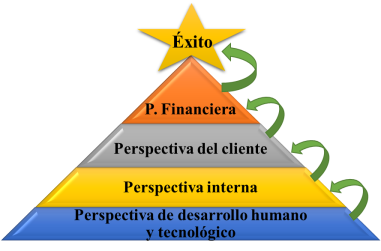 Éxito
P. Financiera
Perspectiva del cliente
Perspectiva interna
Perspectiva de desarrollo humano
y tecnológico